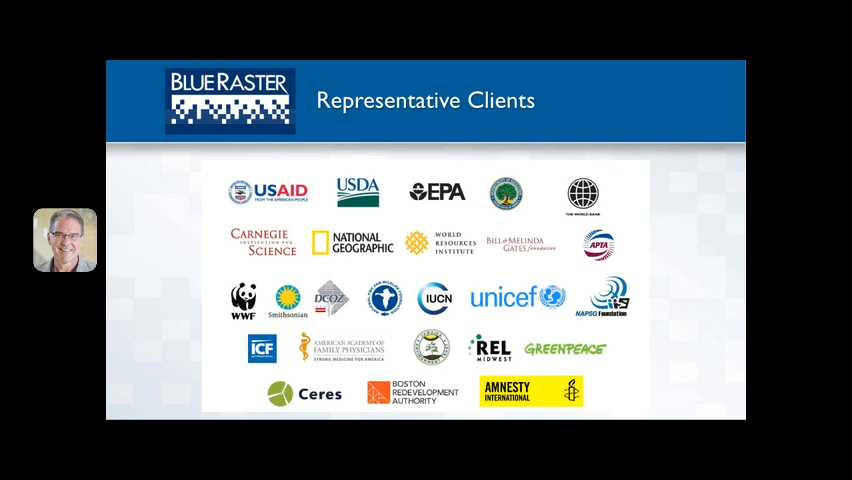 BLUERASTER
Representative Clients
USAID
FROM THE AMERICAN PEOPLE
USDA
EPA
THE WORLD BANK
CARNEGIE
INSTITUTION FOR
SCIENCE
NATIONAL
GEOGRAPHIC
WORLD
RESOURCES
INSTITUTE
BILL & MELINDA
GATES foundation
APTA
WWF
Smithsonian
DCOZ
IUCN
unicef
NAPSG Foundation
ICF
AMERICAN ACADEMY OF
FAMILY PHYSICIANS
STRONG MEDICINE FOR AMERICA
REL
MIDWEST
GREENPEACE
Ceres
BOSTON
REDEVELOPMENT
AUTHORITY
AMNESTY
INTERNATIONAL